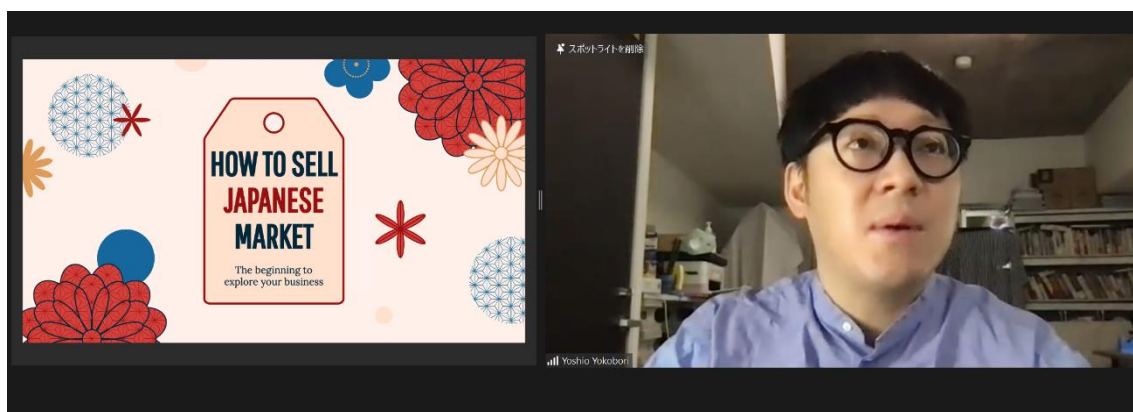 HOW TO SELL
JAPANESE
MARKET
The beginning to
explore your business
スポットライトを削除
Yoshio Yokobori